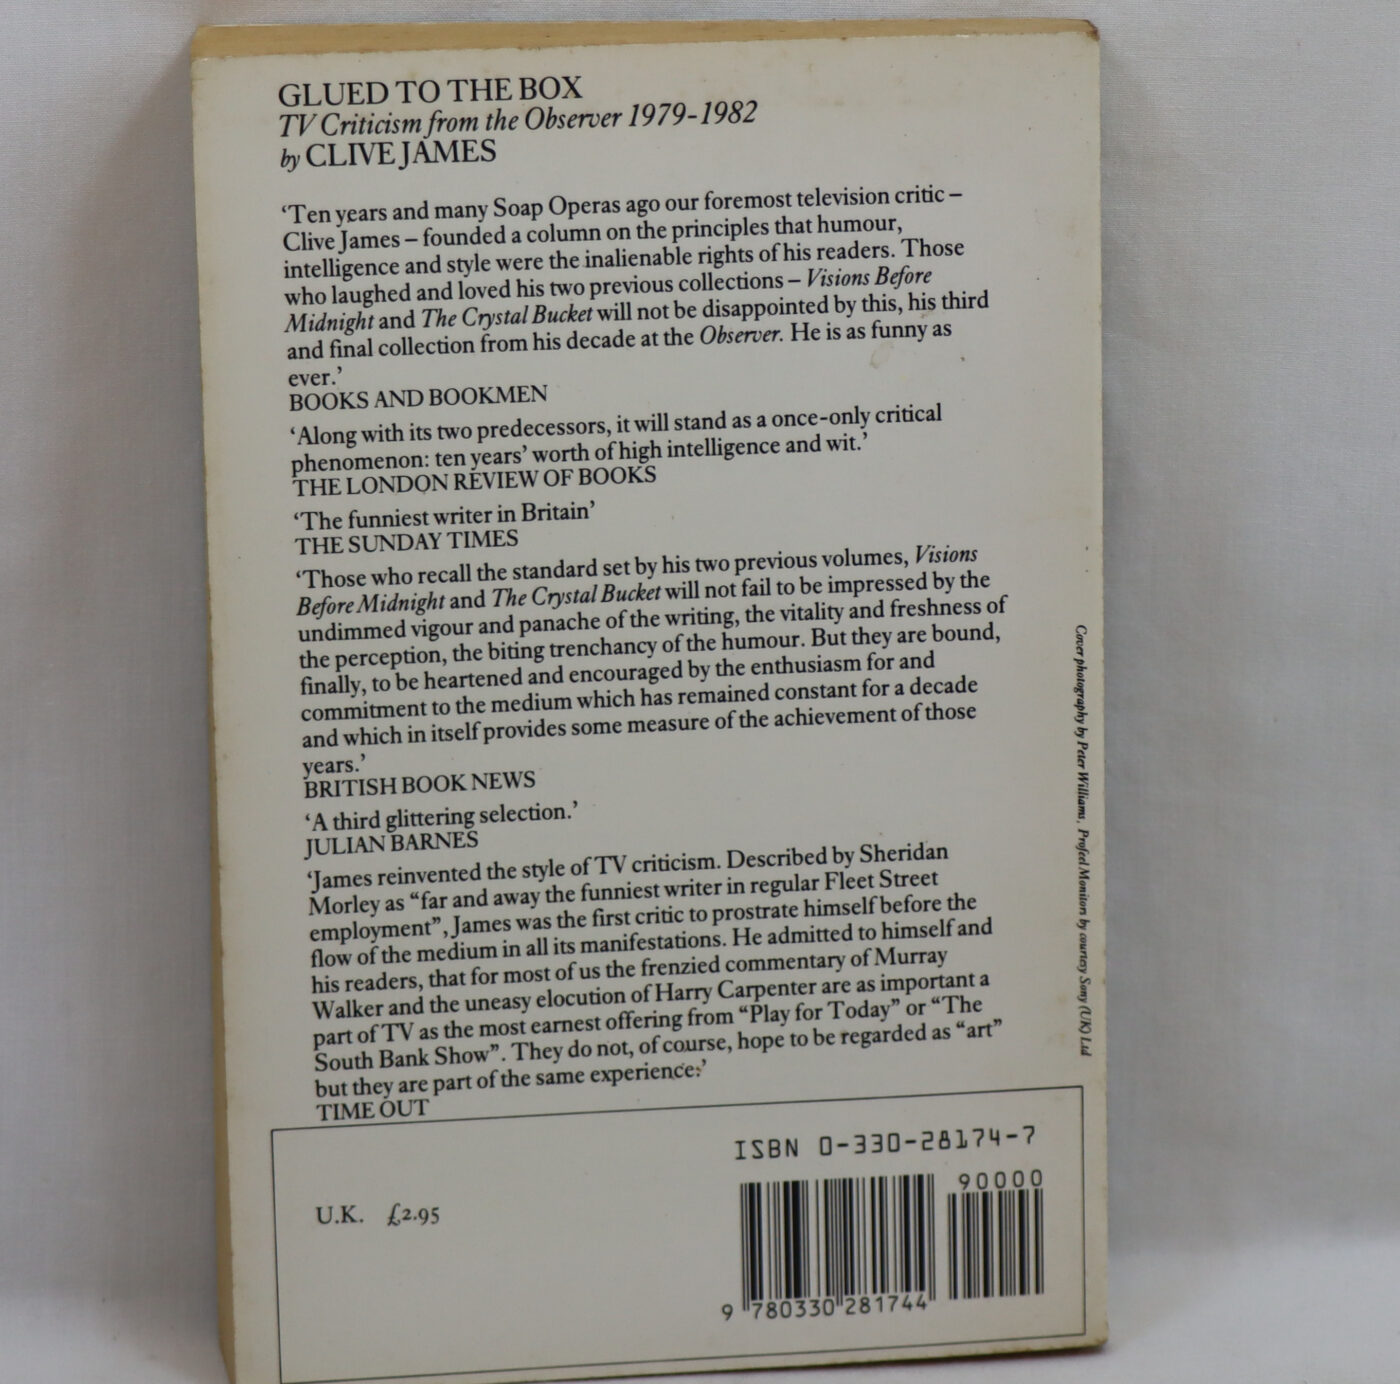 GLUED TO THE BOX
TV Criticism from the Observer 1979-1982
by CLIVE JAMES
‘Ten years and many Soap Operas ago our foremost television critic –
Clive James – founded a column on the principles that humour,
intelligence and style were the inalienable rights of his readers. Those
who laughed and loved his two previous collections – Visions Before
Midnight and The Crystal Bucket will not be disappointed by this, his third
and final collection from his decade at the Observer. He is as funny as
ever.’
BOOKS AND BOOKMEN
‘Along with its two predecessors, it will stand as a once-only critical
phenomenon: ten years’ worth of high intelligence and wit.’
THE LONDON REVIEW OF BOOKS
‘The funniest writer in Britain’
THE SUNDAY TIMES
‘Those who recall the standard set by his two previous volumes, Visions
Before Midnight and The Crystal Bucket will not fail to be impressed by the
undimmed vigour and panache of the writing, the vitality and freshness of
the perception, the biting trenchancy of the humour. But they are bound,
finally, to be heartened and encouraged by the enthusiasm for and
commitment to the medium which has remained constant for a decade
and which in itself provides some measure of the achievement of those
years.’
BRITISH BOOK NEWS
‘A third glittering selection.’
JULIAN BARNES
‘James reinvented the style of TV criticism. Described by Sheridan
Morley as “far and away the funniest writer in regular Fleet Street
employment”, James was the first critic to prostrate himself before the
flow of the medium in all its manifestations. He admitted to himself and
his readers, that for most of us the frenzied commentary of Murray
Walker and the uneasy elocution of Harry Carpenter are as important a
part of TV as the most earnest offering from “Play for Today” or “The
South Bank Show”. They do not, of course, hope to be regarded as “art”
but they are part of the same experience.’
TIME OUT
Cover photography by Peter Williams, Profeel Monitors by courtesy Sony (UK) Ltd
ISBN 0-330-28174-7
90000
U.K. £2.95
9 780330 281744